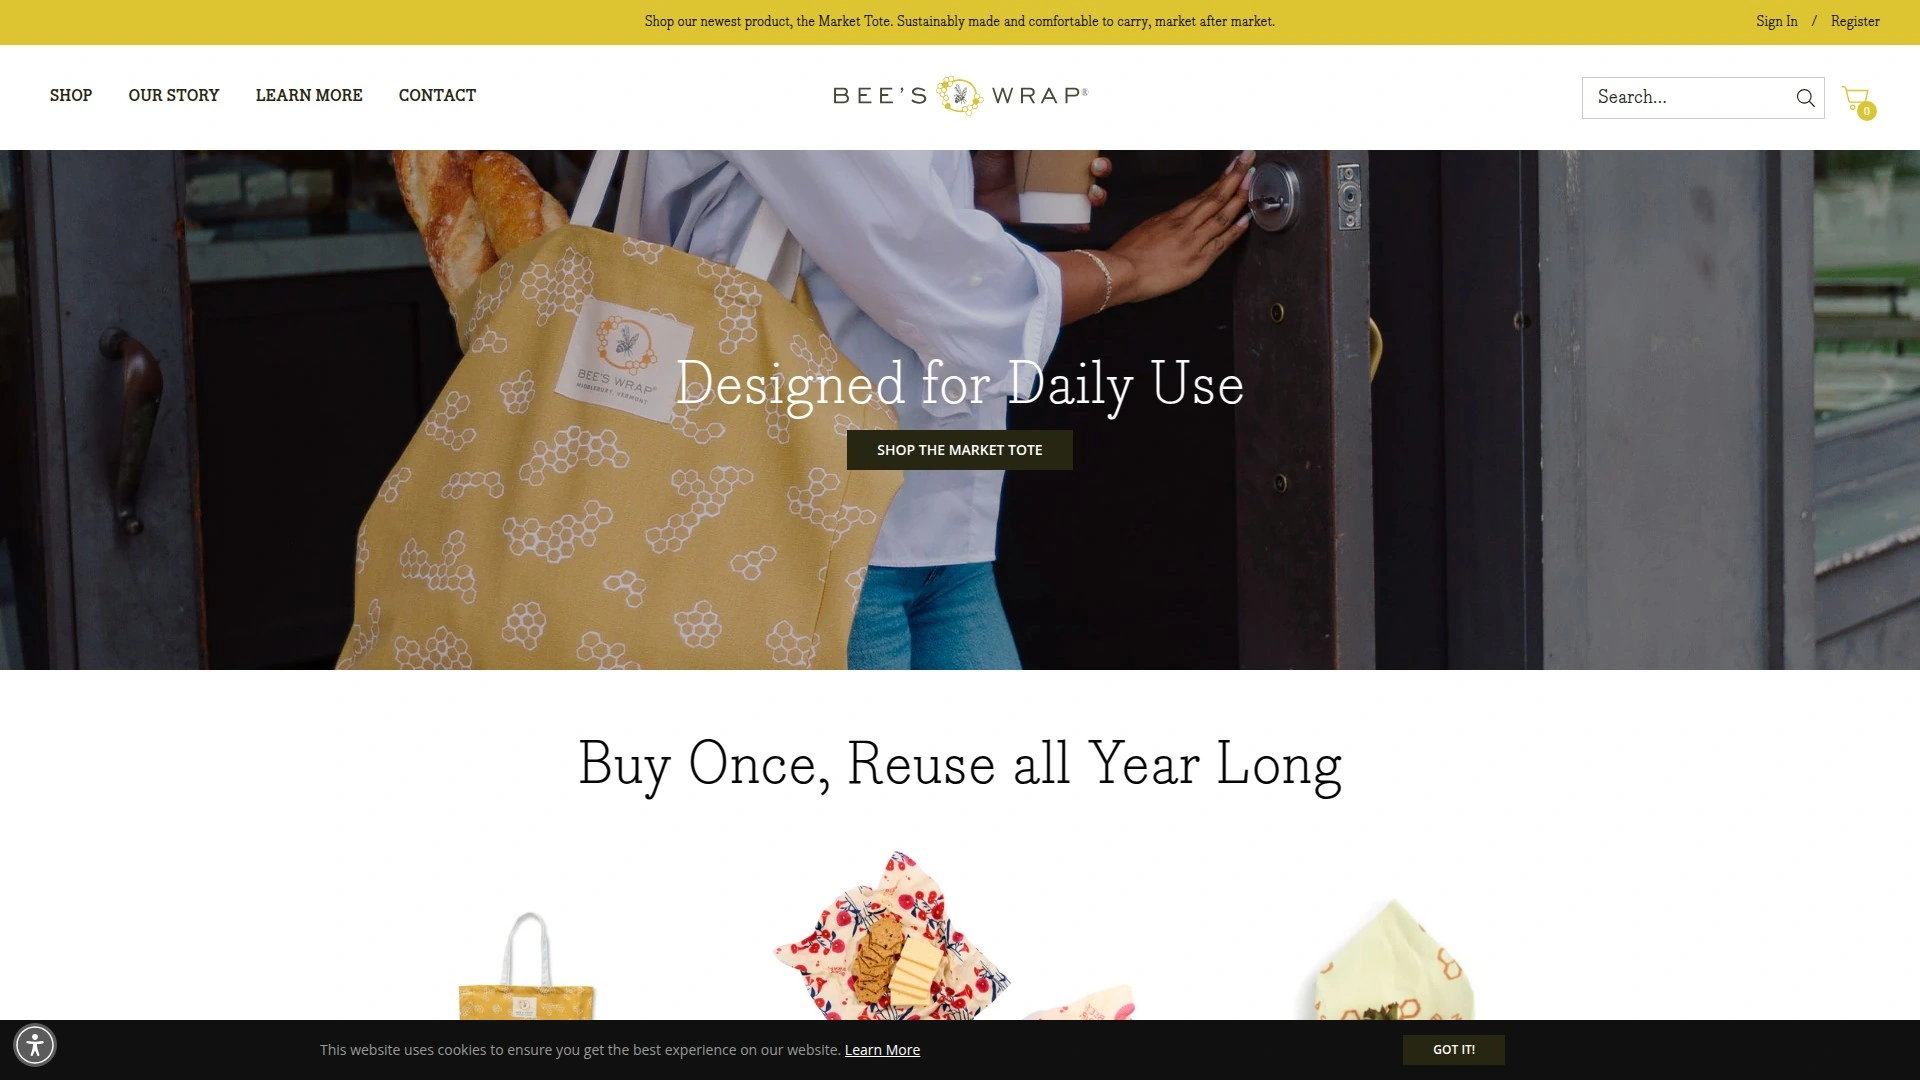 Shop our newest product, the Market Tote. Sustainably made and comfortable to carry, market after market.
Sign In / Register
SHOP
OUR STORY
LEARN MORE
CONTACT
BEE'S WRAP®
Search...
0
BEE'S WRAP®
MIDDLEBURY, VERMONT
Designed for Daily Use
SHOP THE MARKET TOTE
Buy Once, Reuse all Year Long
This website uses cookies to ensure you get the best experience on our website. Learn More
GOT IT!